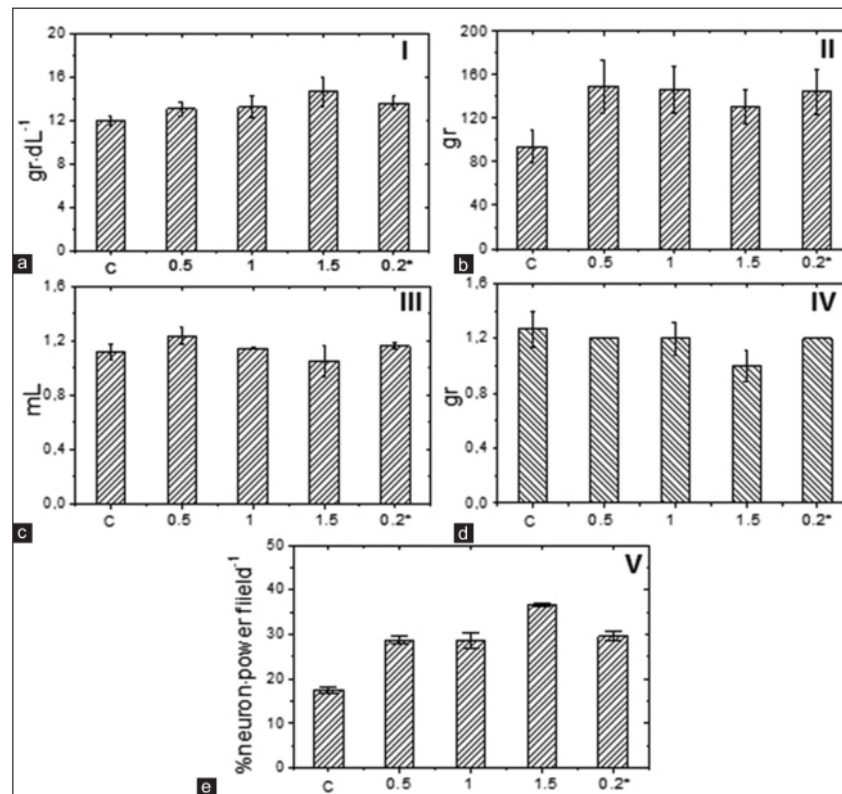 I
gr·dL⁻¹
20
16
12
8
4
0
C 0.5 1 1.5 0.2*
a
II
gr
200
160
120
80
40
0
C 0.5 1 1.5 0.2*
b
III
mL
1,6
1,2
0,8
0,4
0,0
C 0.5 1 1.5 0.2*
c
IV
gr
1,6
1,2
0,8
0,4
0,0
C 0.5 1 1.5 0.2*
d
V
%neuron·power fiield⁻¹
50
40
30
20
10
0
C 0.5 1 1.5 0.2*
e